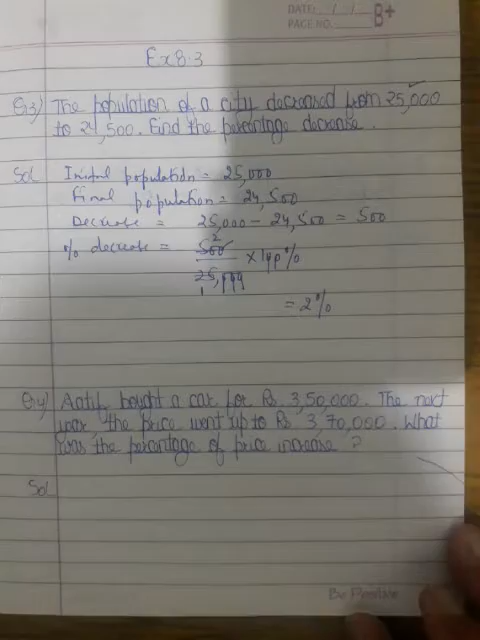 DATE: / /
PAGE NO.:
B+
Ex 8.3
Q3) The population of a city decreased from 25,000
to 24,500. Find the percentage decrease.
Sol Initial population = 25,000
Final population = 24,500
Decrease = 25,000 - 24,500 = 500
% decrease = 500/25,000 × 100%
= 2%
Q4) Aatif bought a car for Rs. 3,50,000. The next
year, the price went up to Rs. 3,70,000. What
was the percentage of price increase ?
Sol
Be Positive